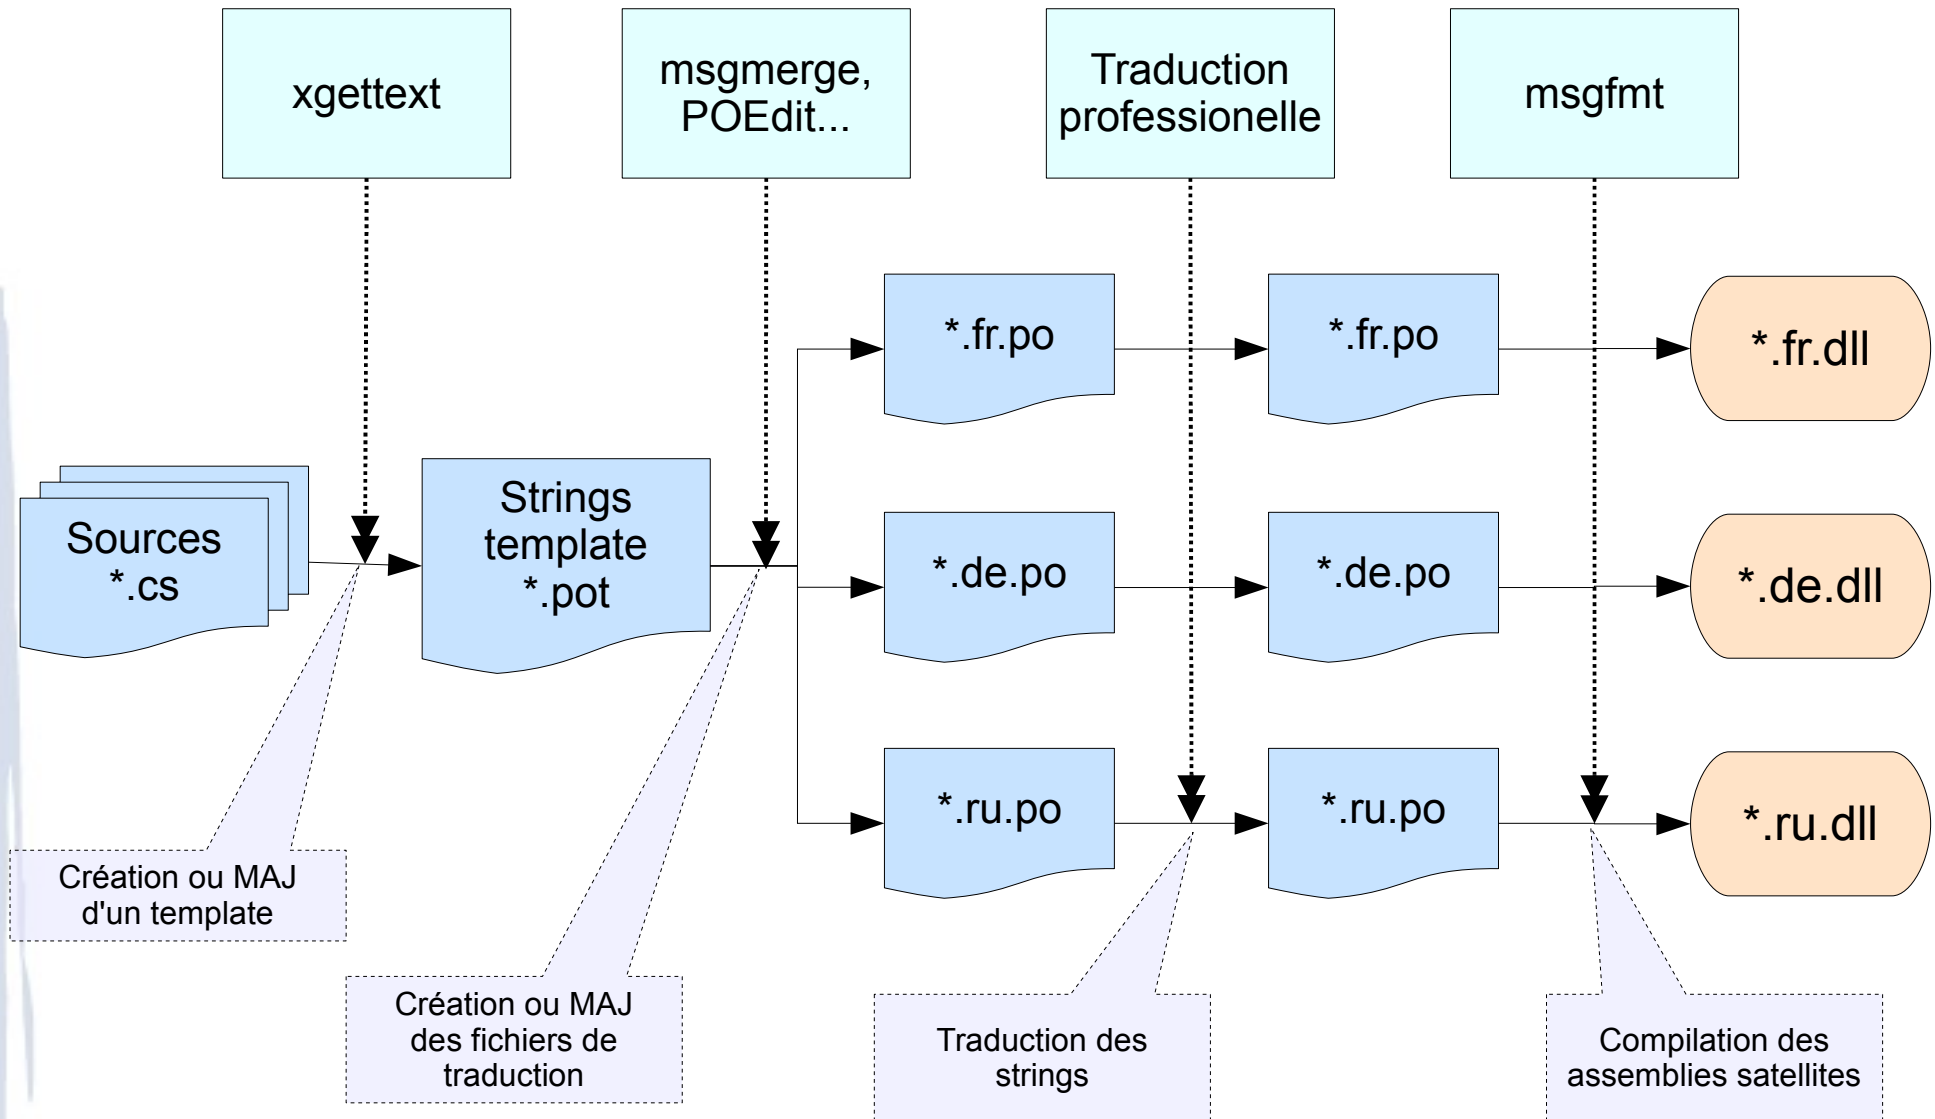 xgettext
msgmerge,
POEdit...
Traduction
professionelle
msgfmt
*.fr.po
*.fr.po
*.fr.dll
Sources
*.cs
Strings
template
*.pot
*.de.po
*.de.po
*.de.dll
*.ru.po
*.ru.po
*.ru.dll
Création ou MAJ
d'un template
Création ou MAJ
des fichiers de
traduction
Traduction des
strings
Compilation des
assemblies satellites